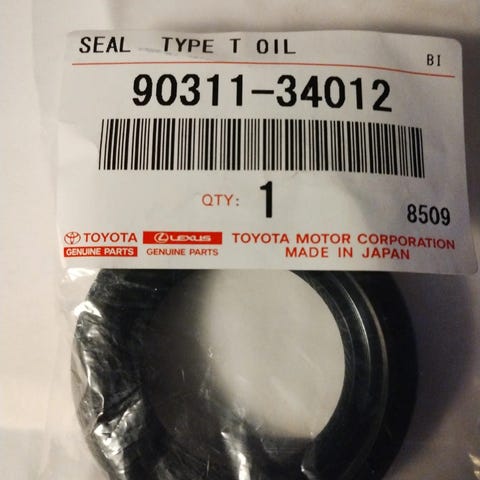 SEAL TYPE T OIL
BI
90311-34012
QTY: 1
8509
TOYOTA LEXUS TOYOTA MOTOR CORPORATION
GENUINE PARTS GENUINE PARTS MADE IN JAPAN